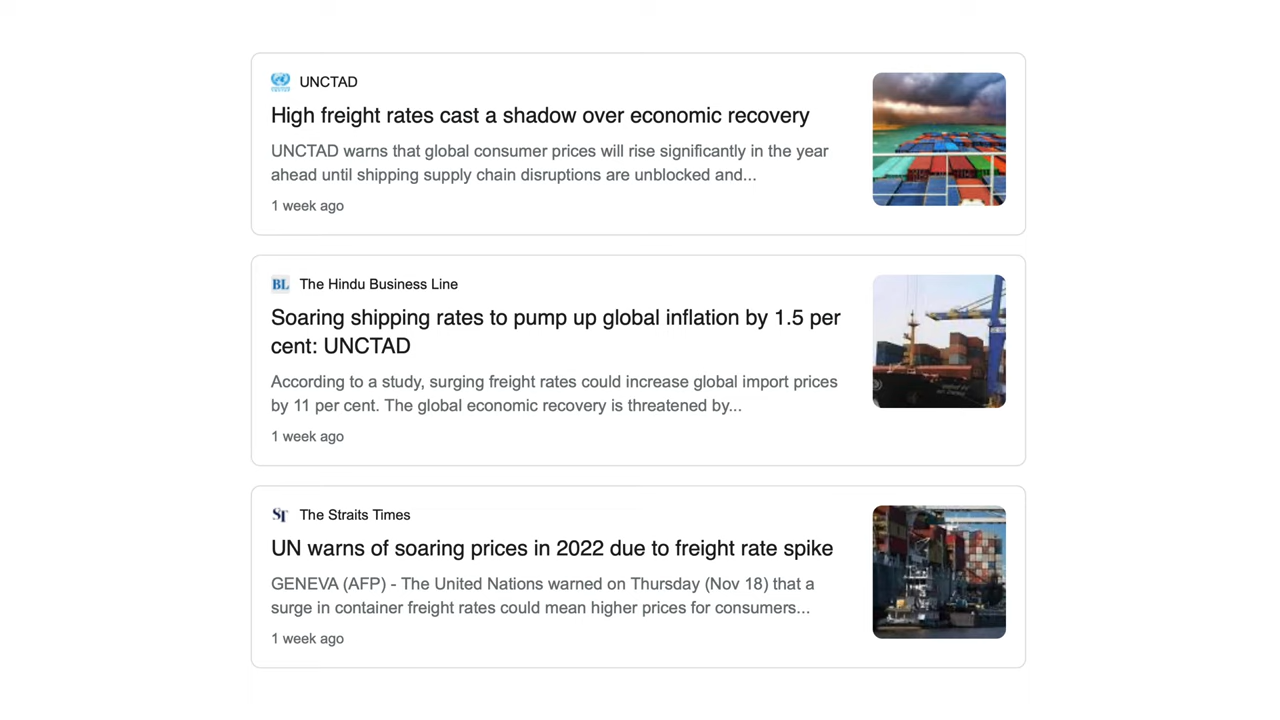 UNCTAD
High freight rates cast a shadow over economic recovery
UNCTAD warns that global consumer prices will rise significantly in the year
ahead until shipping supply chain disruptions are unblocked and...
1 week ago
BL The Hindu Business Line
Soaring shipping rates to pump up global inflation by 1.5 per
cent: UNCTAD
According to a study, surging freight rates could increase global import prices
by 11 per cent. The global economic recovery is threatened by...
1 week ago
ST The Straits Times
UN warns of soaring prices in 2022 due to freight rate spike
GENEVA (AFP) - The United Nations warned on Thursday (Nov 18) that a
surge in container freight rates could mean higher prices for consumers...
1 week ago